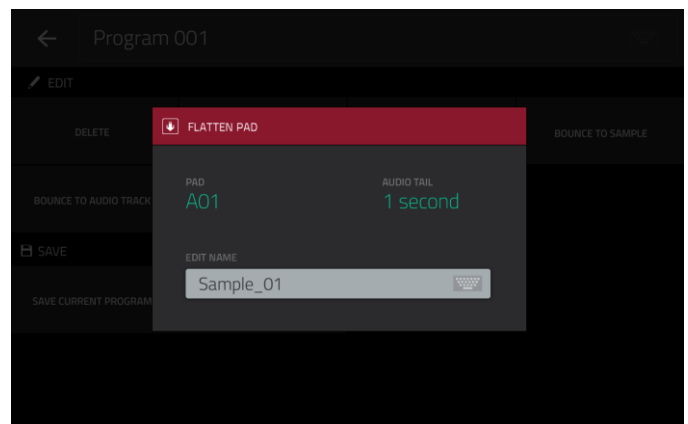 Program 001
EDIT
DELETE
BOUNCE TO SAMPLE
FLATTEN PAD
PAD
AUDIO TAIL
A01
1 second
BOUNCE TO AUDIO TRACK
SAVE
EDIT NAME
Sample_01
SAVE CURRENT PROGRAM